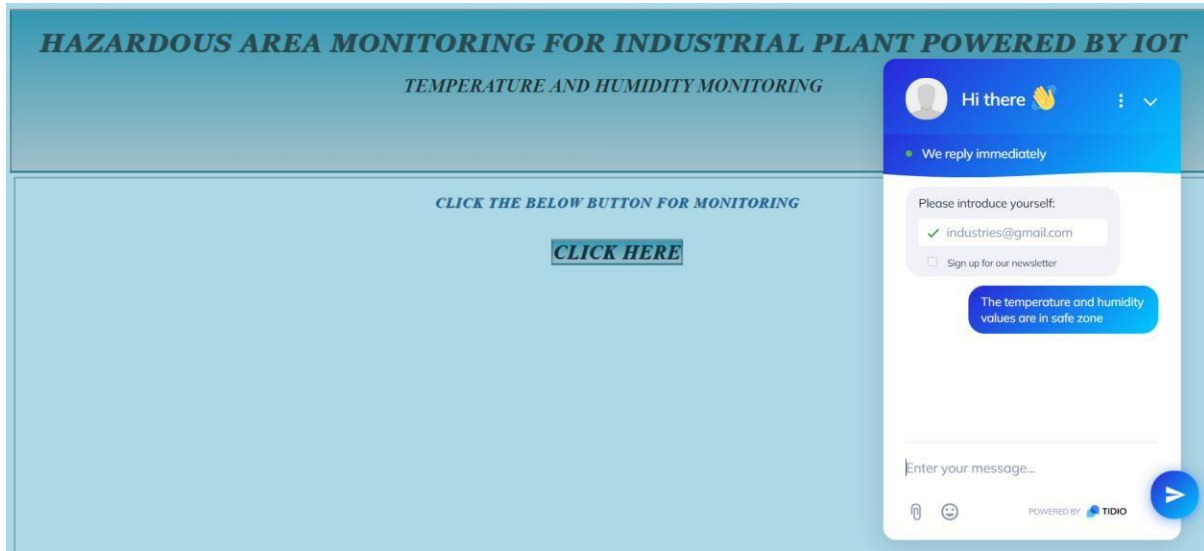 HAZARDOUS AREA MONITORING FOR INDUSTRIAL PLANT POWERED BY IOT
TEMPERATURE AND HUMIDITY MONITORING
CLICK THE BELOW BUTTON FOR MONITORING
CLICK HERE
Hi there 👋
We reply immediately
Please introduce yourself:
industries@gmail.com
Sign up for our newsletter
The temperature and humidity
values are in safe zone
Enter your message...
POWERED BY TIDIO